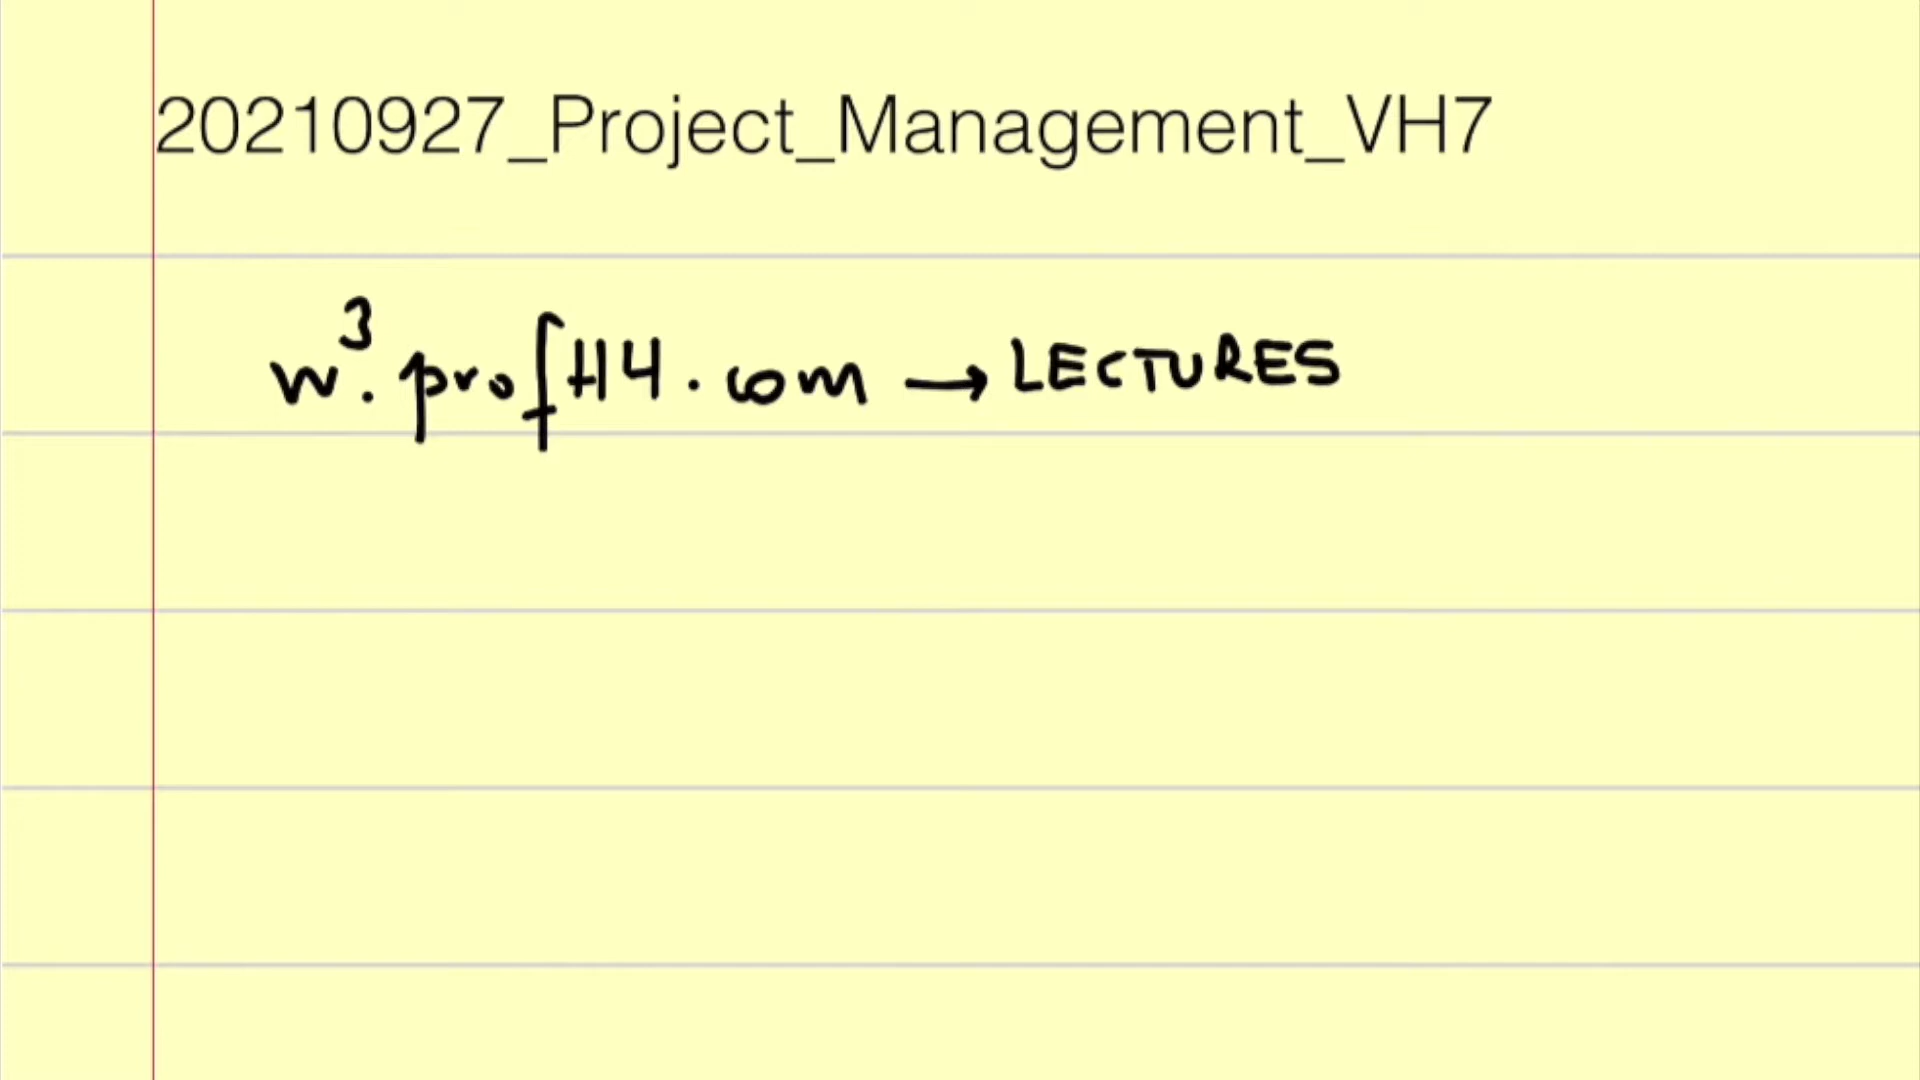 20210927_Project_Management_VH7
w³.profH4.com → LECTURES